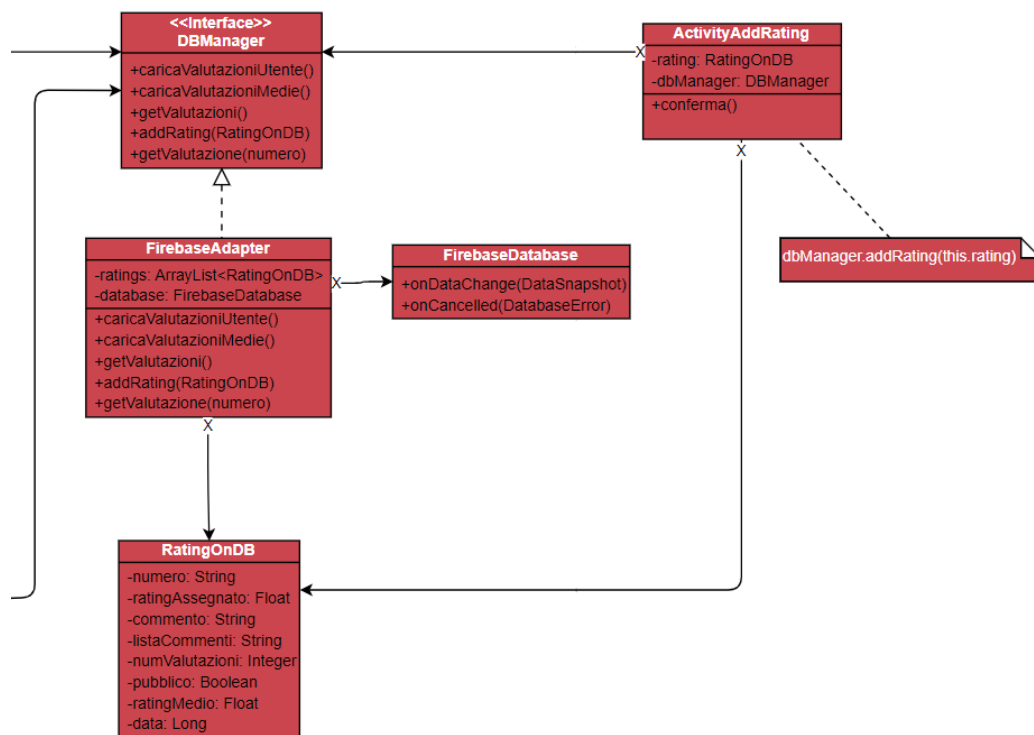 <<Interface>>
DBManager
+caricaValutazioniUtente()
+caricaValutazioniMedie()
+getValutazioni()
+addRating(RatingOnDB)
+getValutazione(numero)
X
ActivityAddRating
-rating: RatingOnDB
-dbManager: DBManager
+conferma()
X
dbManager.addRating(this.rating)
FirebaseAdapter
-ratings: ArrayList<RatingOnDB>
-database: FirebaseDatabase
+caricaValutazioniUtente()
+caricaValutazioniMedie()
+getValutazioni()
+addRating(RatingOnDB)
+getValutazione(numero)
X
FirebaseDatabase
+onDataChange(DataSnapshot)
+onCancelled(DatabaseError)
X
RatingOnDB
-numero: String
-ratingAssegnato: Float
-commento: String
-listaCommenti: String
-numValutazioni: Integer
-pubblico: Boolean
-ratingMedio: Float
-data: Long